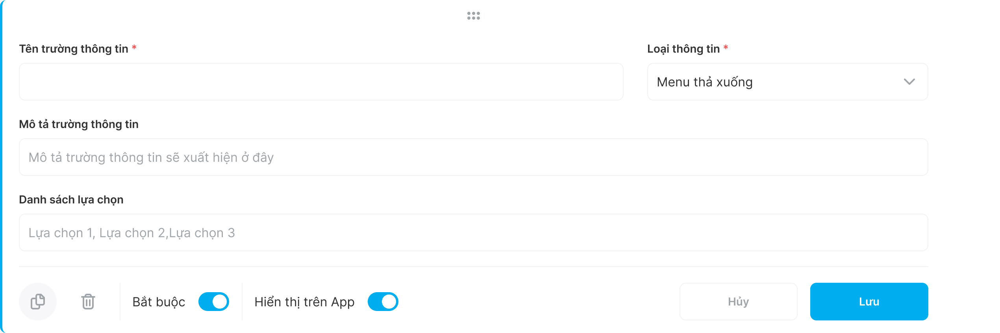 Tên trường thông tin *
Loại thông tin *
Menu thả xuống
Mô tả trường thông tin
Mô tả trường thông tin sẽ xuất hiện ở đây
Danh sách lựa chọn
Lựa chọn 1, Lựa chọn 2,Lựa chọn 3
Bắt buộc
Hiển thị trên App
Hủy
Lưu